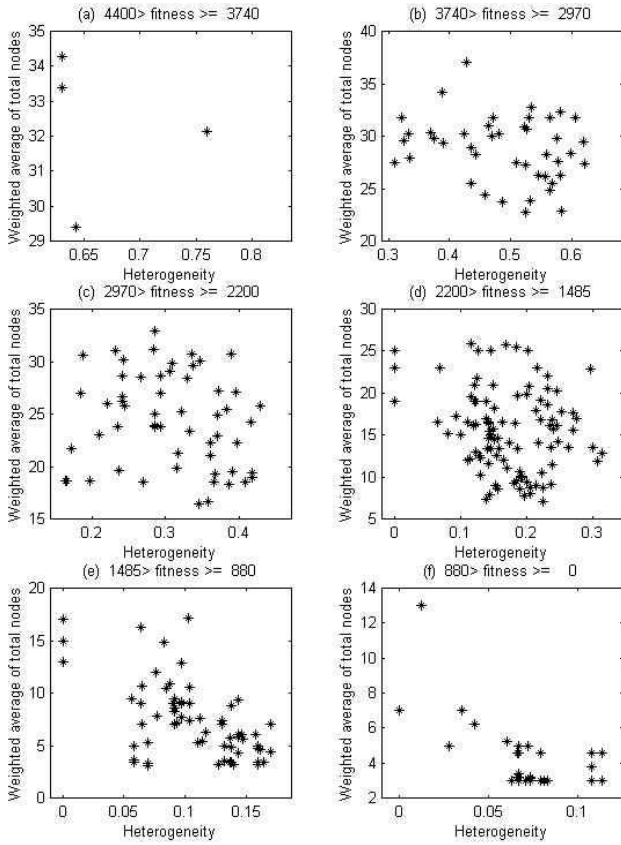 (a) 4400> fitness >= 3740
35
34
33
32
31
30
29
0.65 0.7 0.75 0.8
Weighted average of total nodes
Heterogeneity
(b) 3740> fitness >= 2970
40
35
30
25
20
0.3 0.4 0.5 0.6
Weighted average of total nodes
Heterogeneity
(c) 2970> fitness >= 2200
35
30
25
20
15
0.2 0.3 0.4
Weighted average of total nodes
Heterogeneity
(d) 2200> fitness >= 1485
30
25
20
15
10
5
0 0.1 0.2 0.3
Weighted average of total nodes
Heterogeneity
(e) 1485> fitness >= 880
20
15
10
5
0
0 0.05 0.1 0.15
Weighted average of total nodes
Heterogeneity
(f) 880> fitness >= 0
14
12
10
8
6
4
2
0 0.05 0.1
Weighted average of total nodes
Heterogeneity